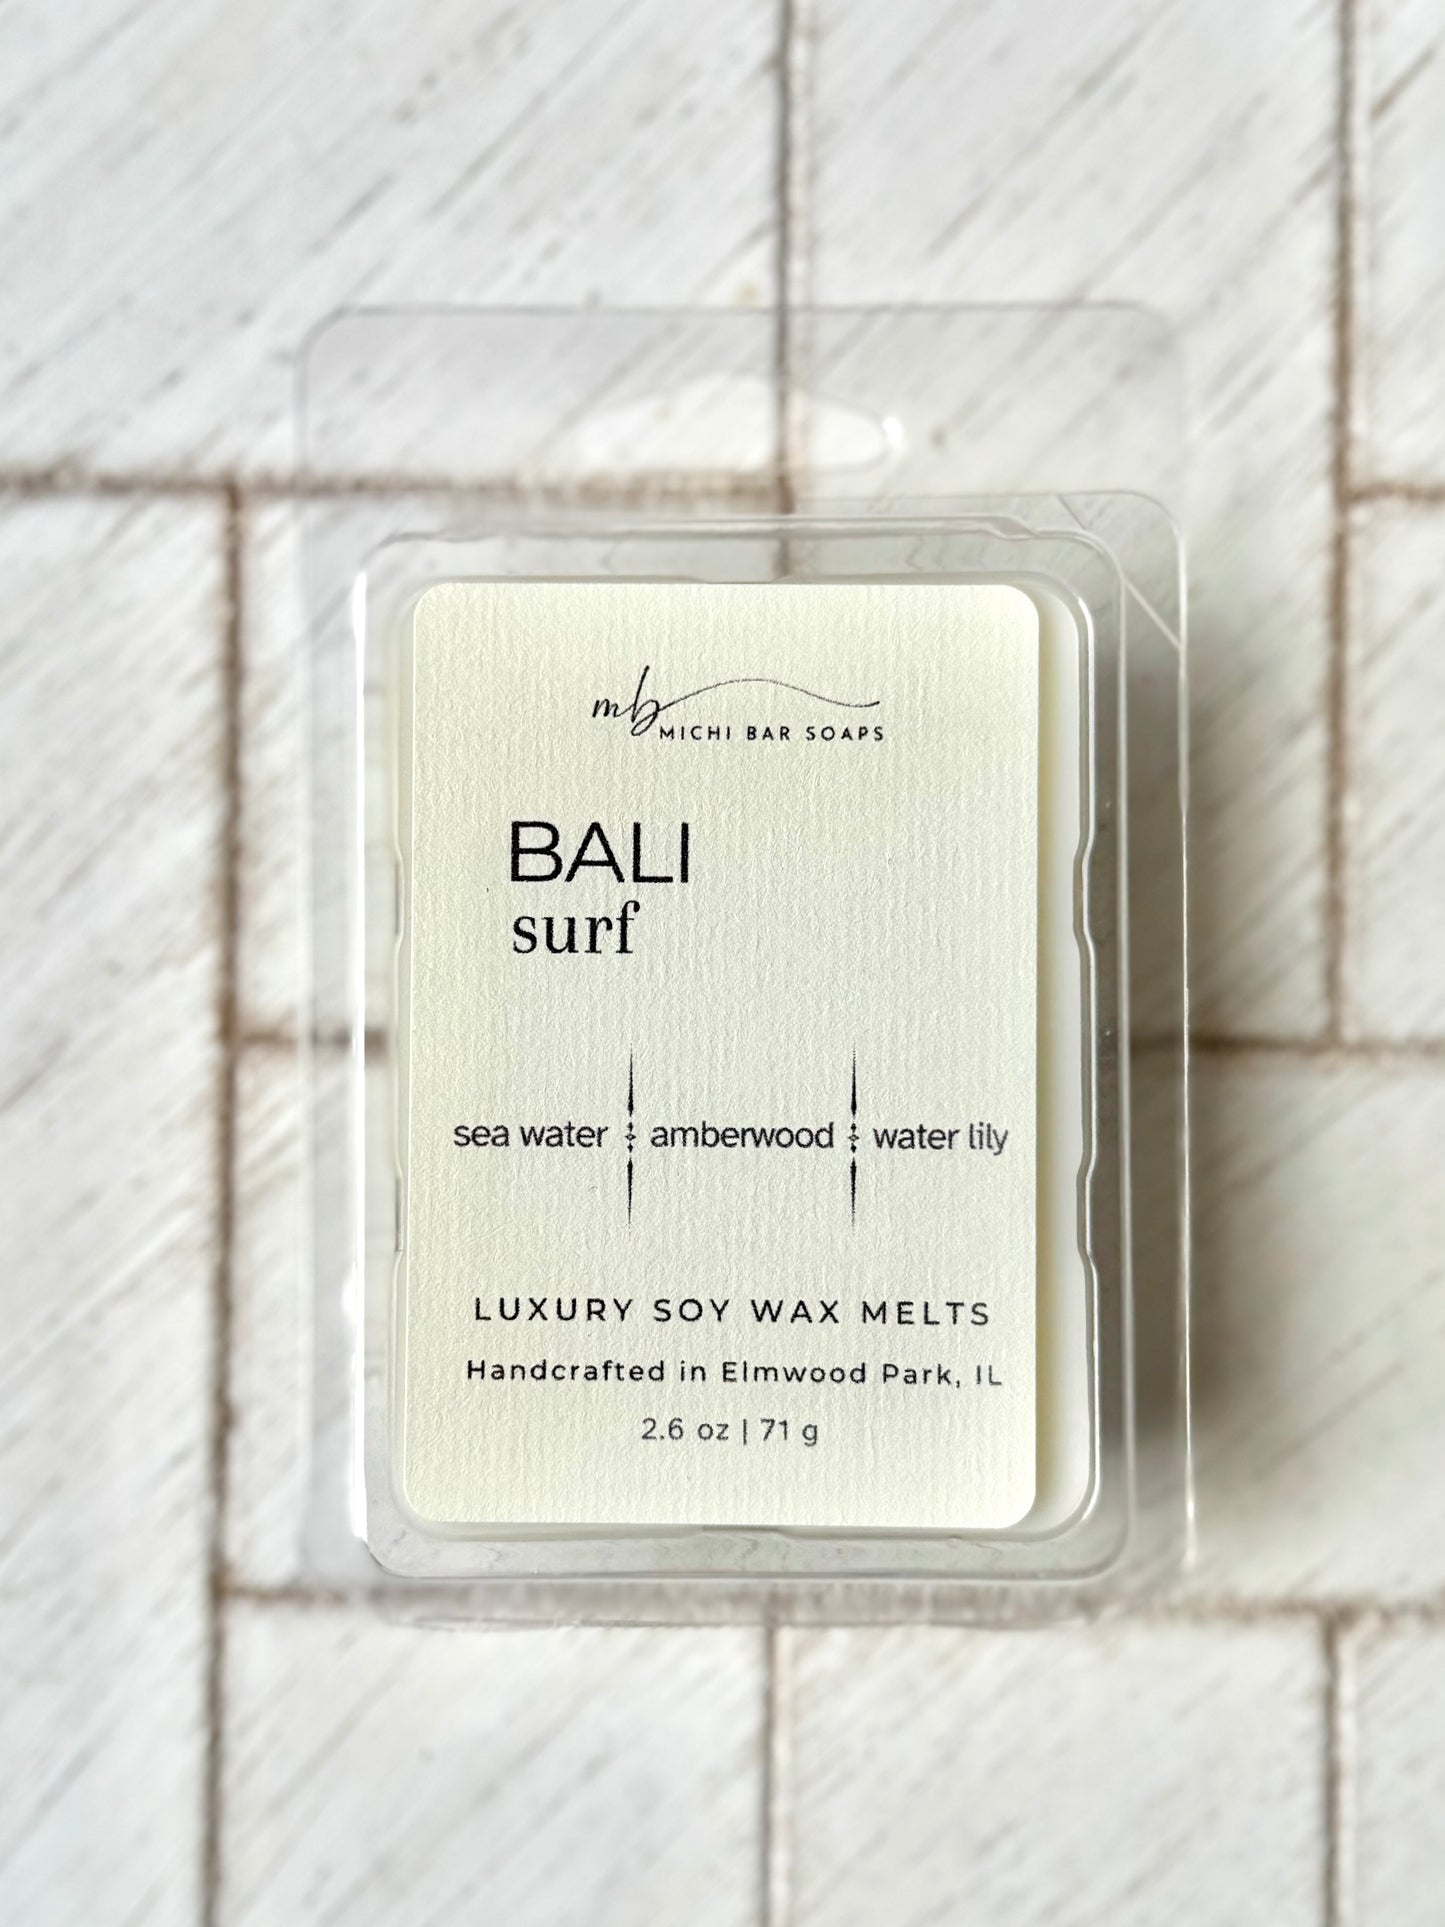 mb
MICHI BAR SOAPS
BALI
surf
sea water amberwood water lily
LUXURY SOY WAX MELTS
Handcrafted in Elmwood Park, IL
2.6 oz | 71 g